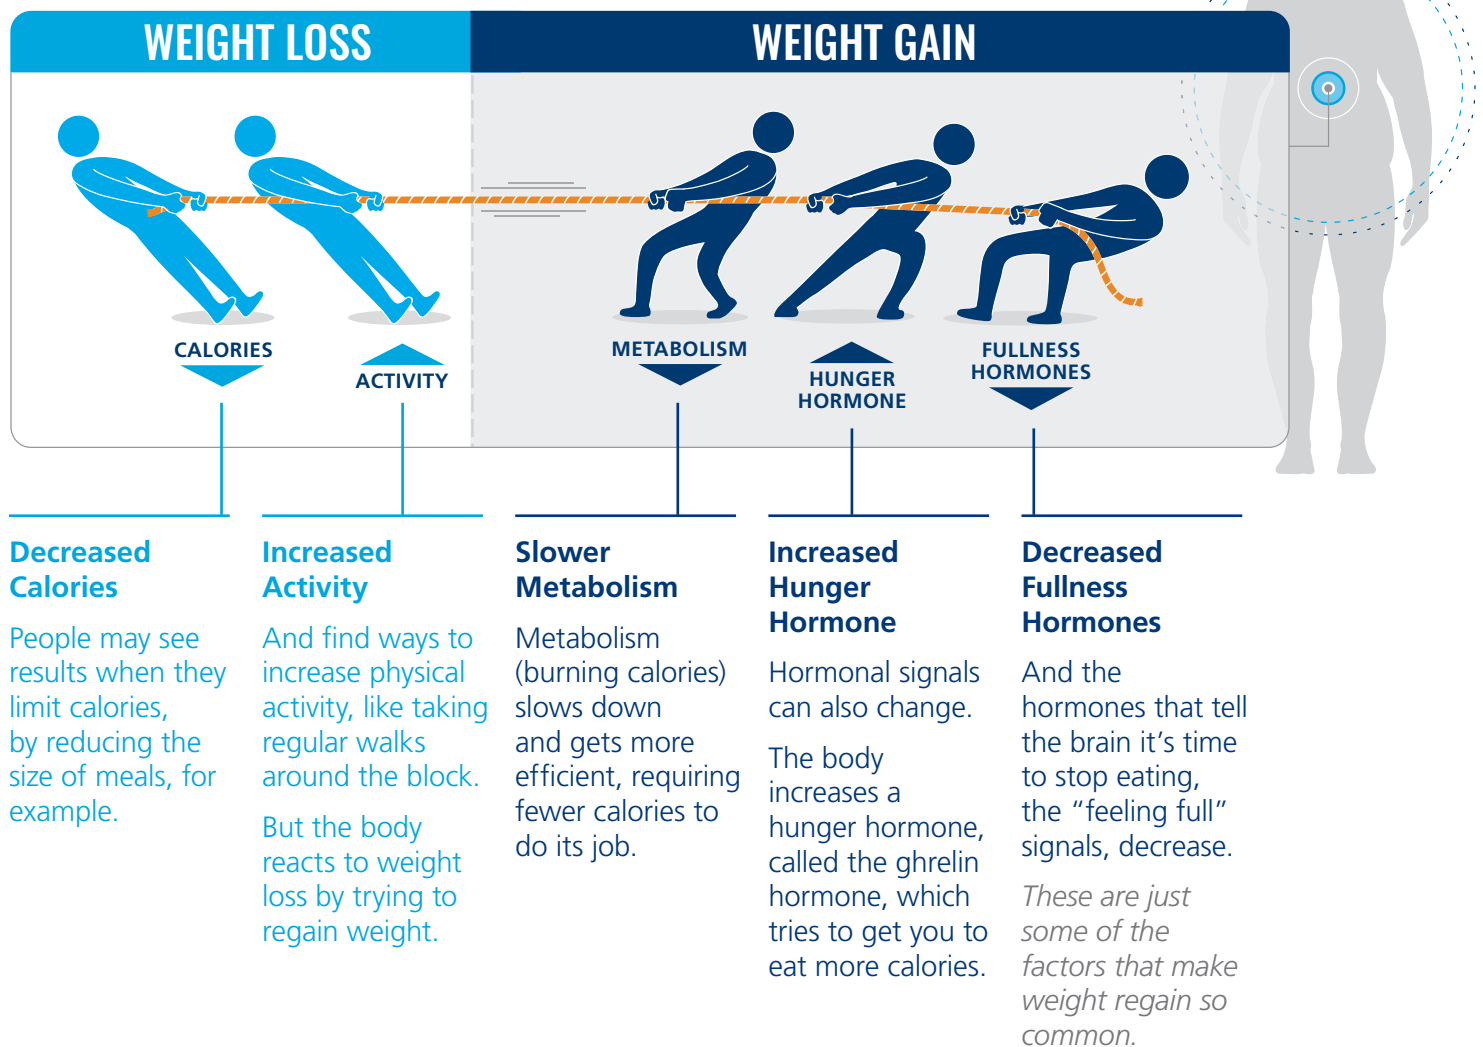 WEIGHT LOSS
WEIGHT GAIN
CALORIES
ACTIVITY
METABOLISM
HUNGER
HORMONE
FULLNESS
HORMONES
Decreased
Calories
People may see
results when they
limit calories,
by reducing the
size of meals, for
example.
Increased
Activity
And find ways to
increase physical
activity, like taking
regular walks
around the block.
But the body
reacts to weight
loss by trying to
regain weight.
Slower
Metabolism
Metabolism
(burning calories)
slows down
and gets more
efficient, requiring
fewer calories to
do its job.
Increased
Hunger
Hormone
Hormonal signals
can also change.
The body
increases a
hunger hormone,
called the ghrelin
hormone, which
tries to get you to
eat more calories.
Decreased
Fullness
Hormones
And the
hormones that tell
the brain it’s time
to stop eating,
the “feeling full”
signals, decrease.
These are just
some of the
factors that make
weight regain so
common.